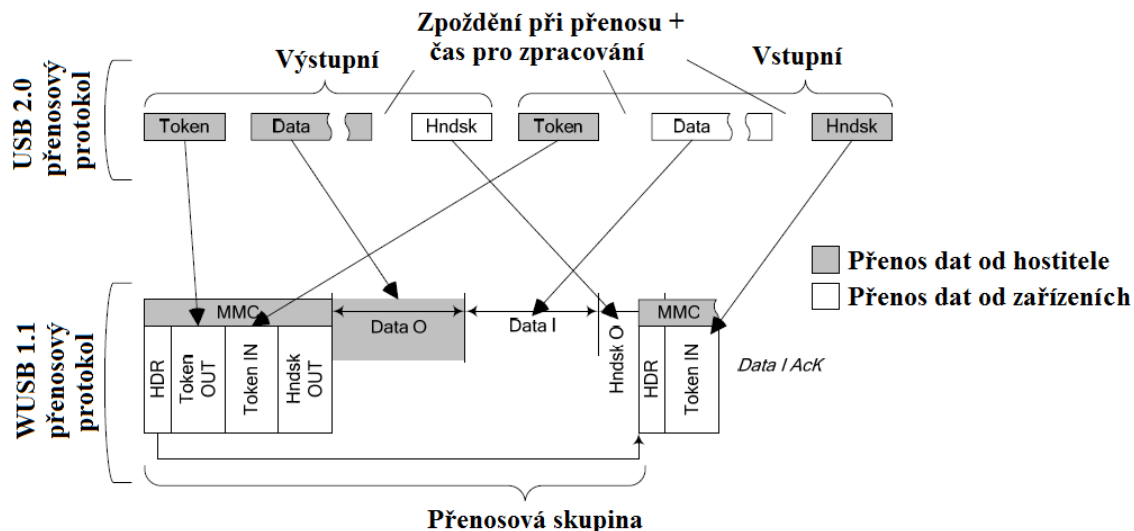 Zpoždění při přenosu +
čas pro zpracování
Výstupní
Vstupní
USB 2.0
přenosový
protokol
Token
Data
Hndsk
Token
Data
Hndsk
Přenos dat od hostitele
Přenos dat od zařízeních
WUSB 1.1
přenosový
protokol
MMC
HDR
Token
OUT
Token IN
Hndsk
OUT
Data O
Data I
Hndsk O
MMC
HDR
Token IN
Data I AcK
Přenosová skupina